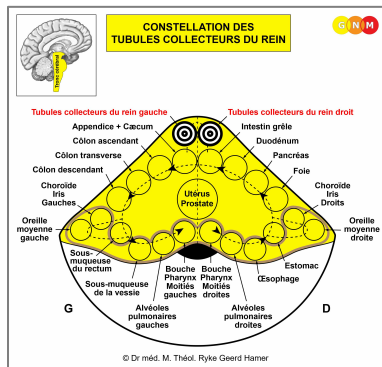 CONSTELLATION DES
TUBULES COLLECTEURS DU REIN
G N M
Tronc cérébral
Tubules collecteurs du rein gauche
Tubules collecteurs du rein droit
Appendice + Cæcum
Intestin grêle
Côlon ascendant
Duodénum
Côlon transverse
Pancréas
Côlon descendant
Foie
Choroïde
Iris
Gauches
Choroïde
Iris
Droits
Utérus
Prostate
Oreille
moyenne
gauche
Oreille
moyenne
droite
Sous-
muqueuse
du rectum
Estomac
Sous-muqueuse
de la vessie
Œsophage
Bouche
Pharynx
Moitiés
gauches
Bouche
Pharynx
Moitiés
droites
Alvéoles
pulmonaires
gauches
Alvéoles
pulmonaires
droites
G
D
© Dr méd. M. Théol. Ryke Geerd Hamer